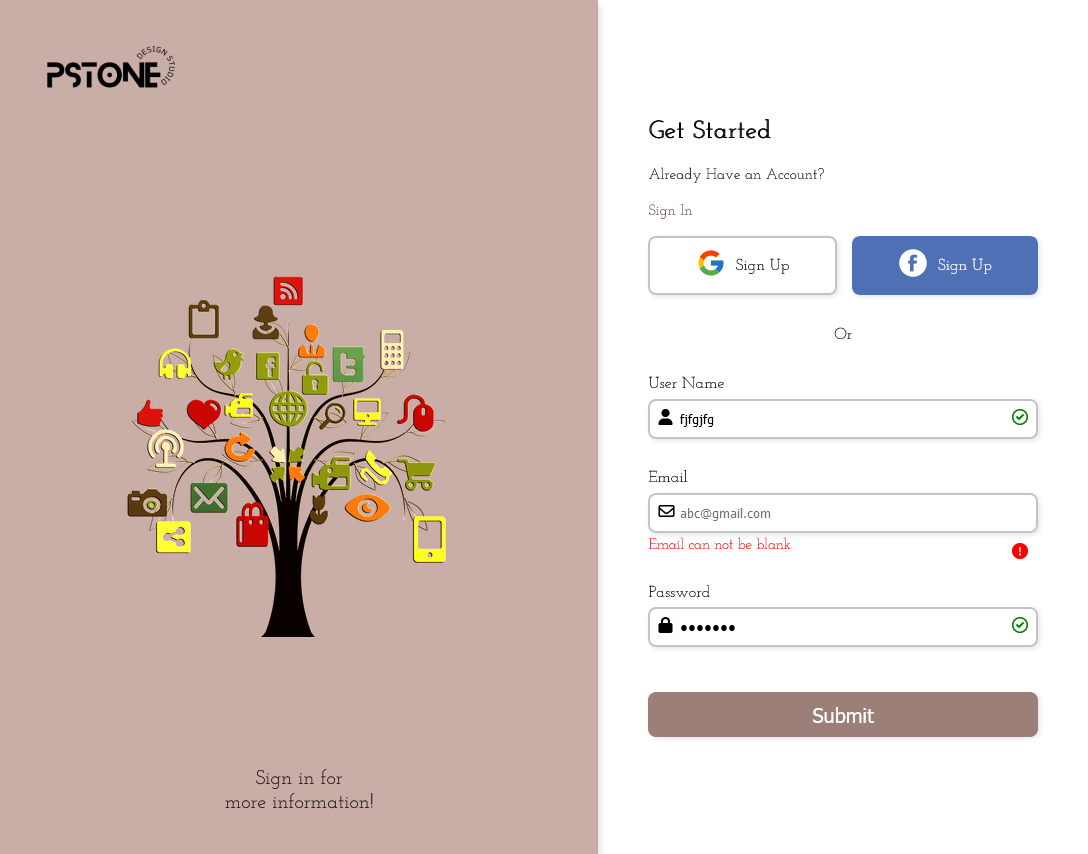 PSTONE
DESIGN STUDIO
Sign in for
more information!
Get Started
Already Have an Account?
Sign In
Sign Up
Sign Up
Or
User Name
fjfgjfg
Email
abc@gmail.com
Email can not be blank
Password
•••••••
Submit